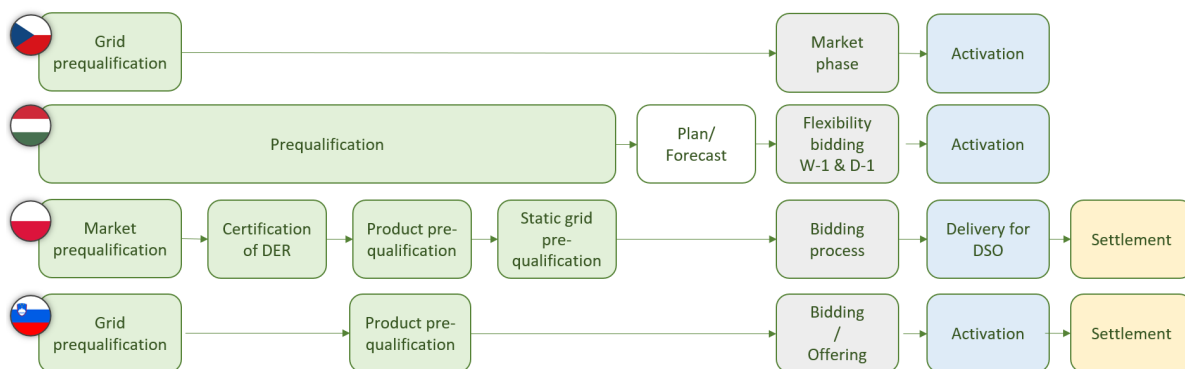 Grid
prequalification
Market
phase
Activation
Prequalification
Plan/
Forecast
Flexibility
bidding
W-1 & D-1
Activation
Market
prequalification
Certification
of DER
Product pre-
qualification
Static grid
pre-
qualification
Bidding
process
Delivery for
DSO
Settlement
Grid
prequalification
Product pre-
qualification
Bidding
/
Offering
Activation
Settlement